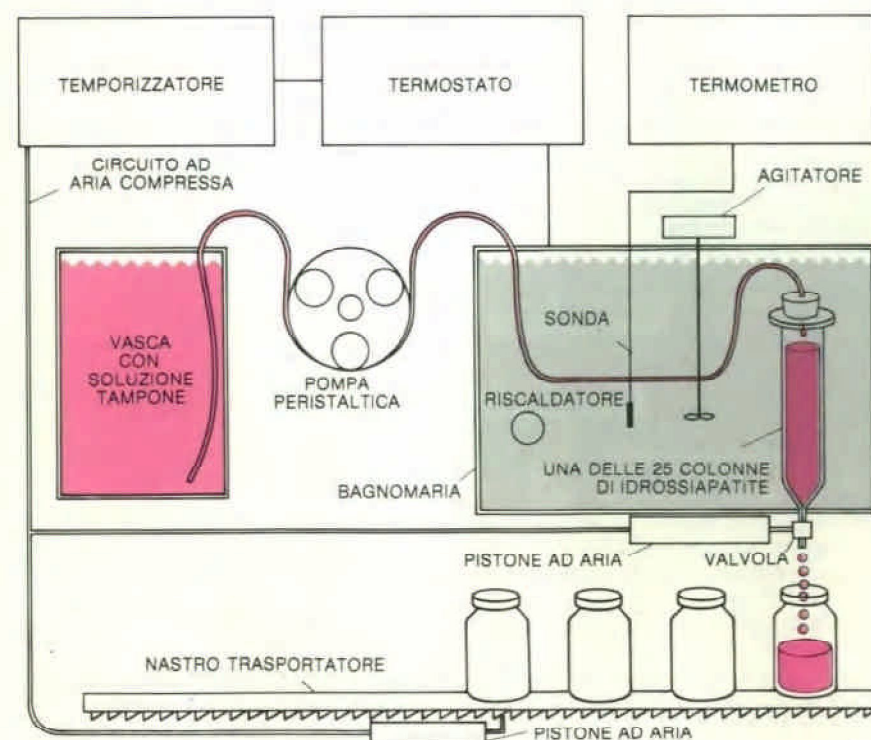 TEMPORIZZATORE
TERMOSTATO
TERMOMETRO
CIRCUITO AD
ARIA COMPRESSA
AGITATORE
VASCA
CON
SOLUZIONE
TAMPONE
POMPA
PERISTALTICA
SONDA
RISCALDATORE
UNA DELLE 25 COLONNE
DI IDROSSIAPATITE
BAGNOMARIA
PISTONE AD ARIA
VALVOLA
NASTRO TRASPORTATORE
PISTONE AD ARIA